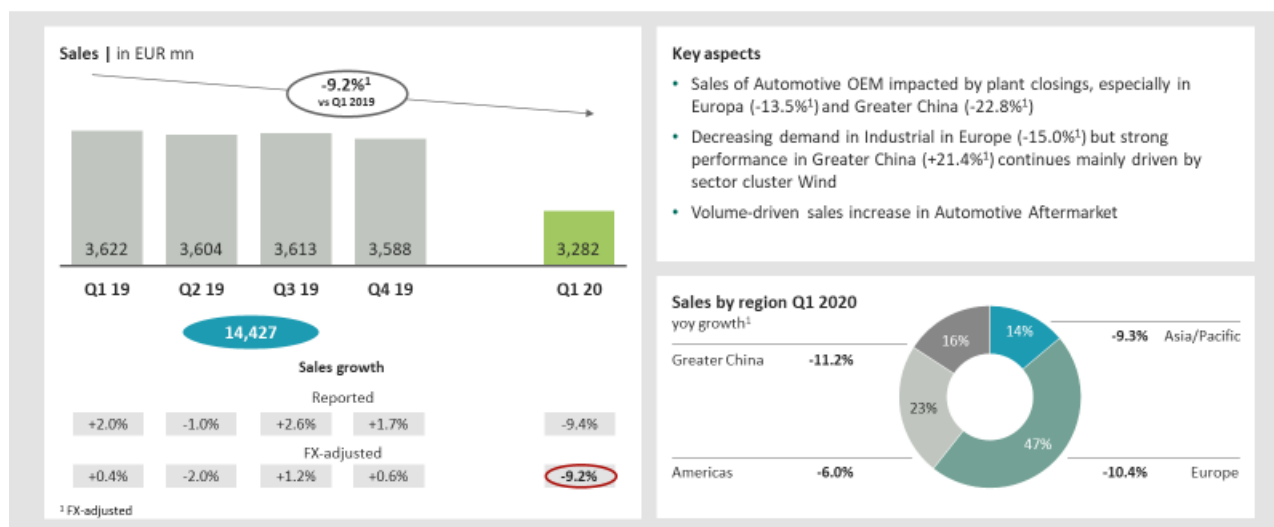 Sales | in EUR mn
-9.2%¹
vs Q1 2019
3,622 3,604 3,613 3,588 3,282
Q1 19 Q2 19 Q3 19 Q4 19 Q1 20
14,427
Sales growth
Reported
+2.0% -1.0% +2.6% +1.7% -9.4%
FX-adjusted
+0.4% -2.0% +1.2% +0.6% -9.2%
¹ FX-adjusted
Key aspects
• Sales of Automotive OEM impacted by plant closings, especially in
Europa (-13.5%¹) and Greater China (-22.8%¹)
• Decreasing demand in Industrial in Europe (-15.0%¹) but strong
performance in Greater China (+21.4%¹) continues mainly driven by
sector cluster Wind
• Volume-driven sales increase in Automotive Aftermarket
Sales by region Q1 2020
yoy growth¹
16% 14%
-9.3% Asia/Pacific
Greater China -11.2%
23%
47%
Americas -6.0%
-10.4% Europe